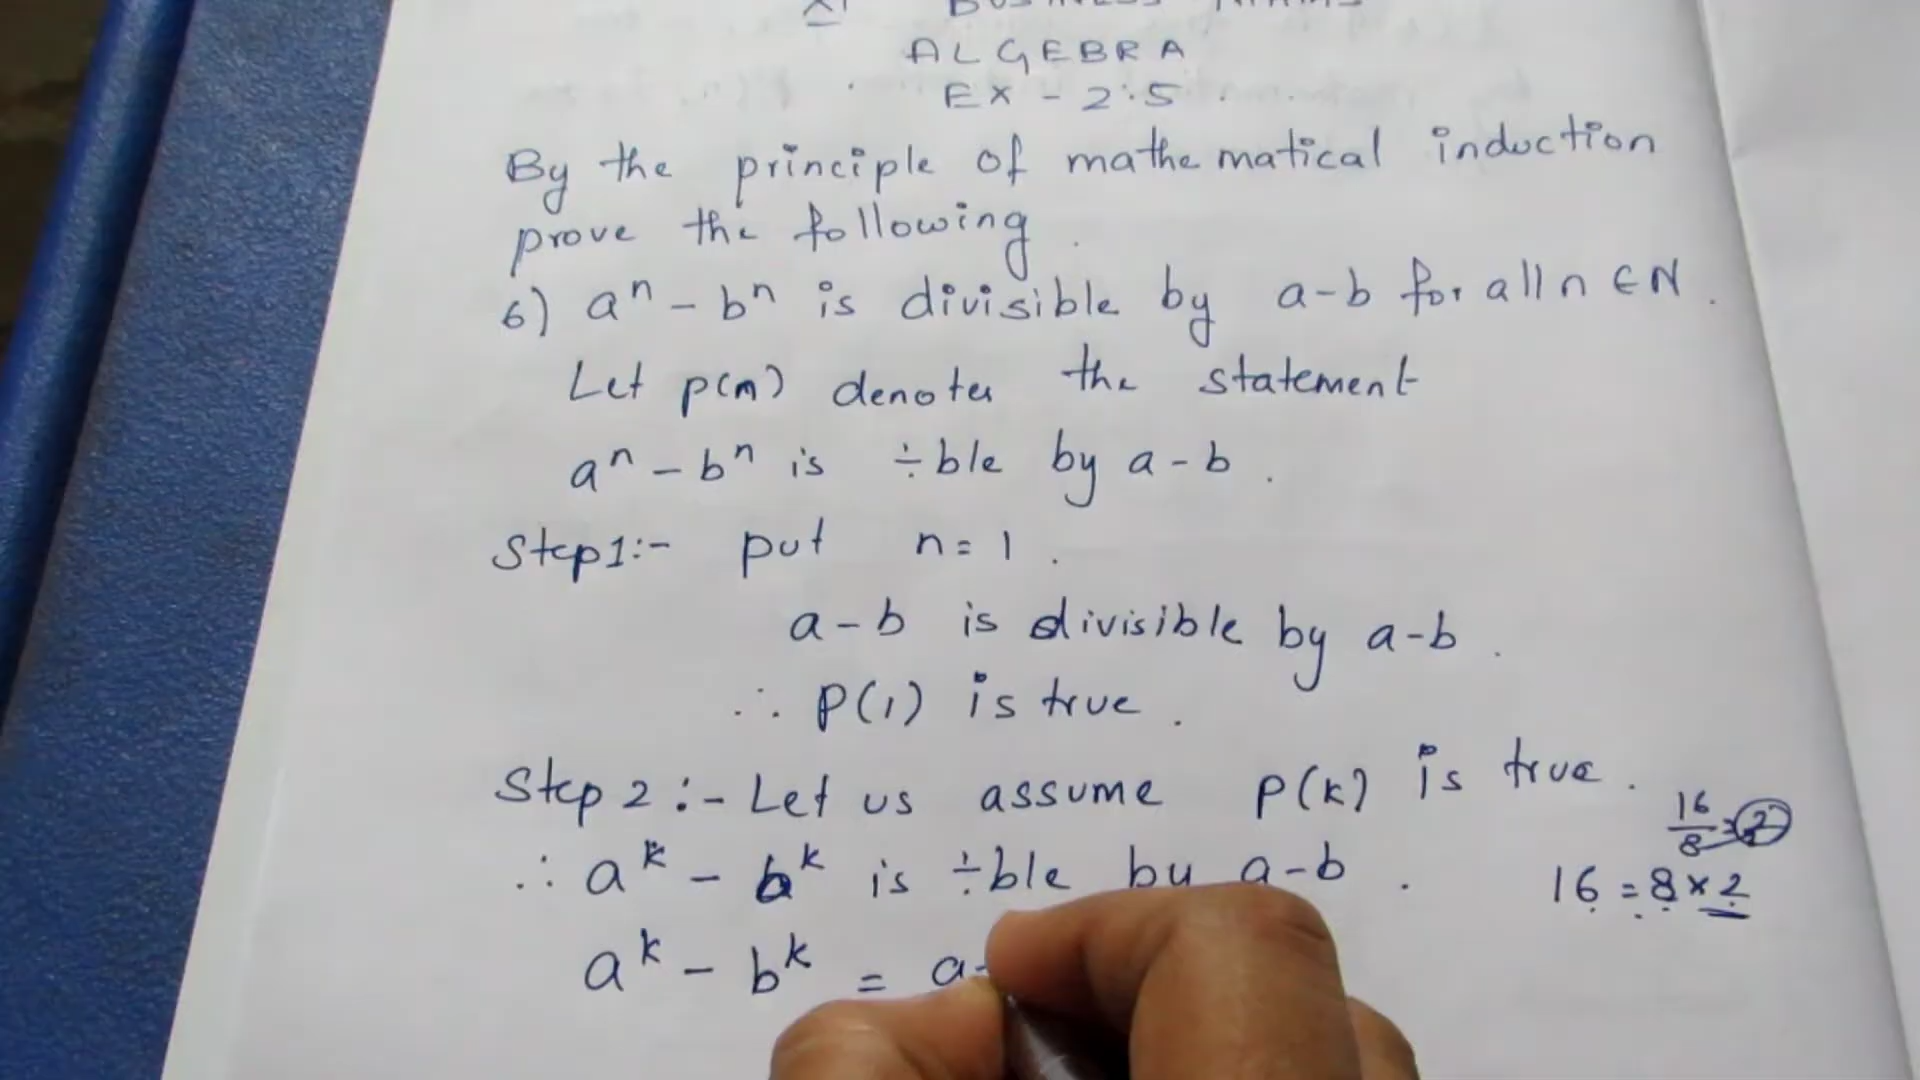 XI BUSINESS MATHS
ALGEBRA
EX - 2.5.
By the principle of mathematical induction
prove the following.
6) aⁿ - bⁿ is divisible by a-b for all n ∈ N.
Let p(n) denotes the statement
aⁿ - bⁿ is ÷ble by a-b.
Step1:- put n=1.
a-b is divisible by a-b.
∴ P(1) is true.
Step 2:- Let us assume P(k) is true.
16/8 = 2
∴ aᵏ - bᵏ is ÷ble by a-b.
16 = 8 × 2
aᵏ - bᵏ = a-